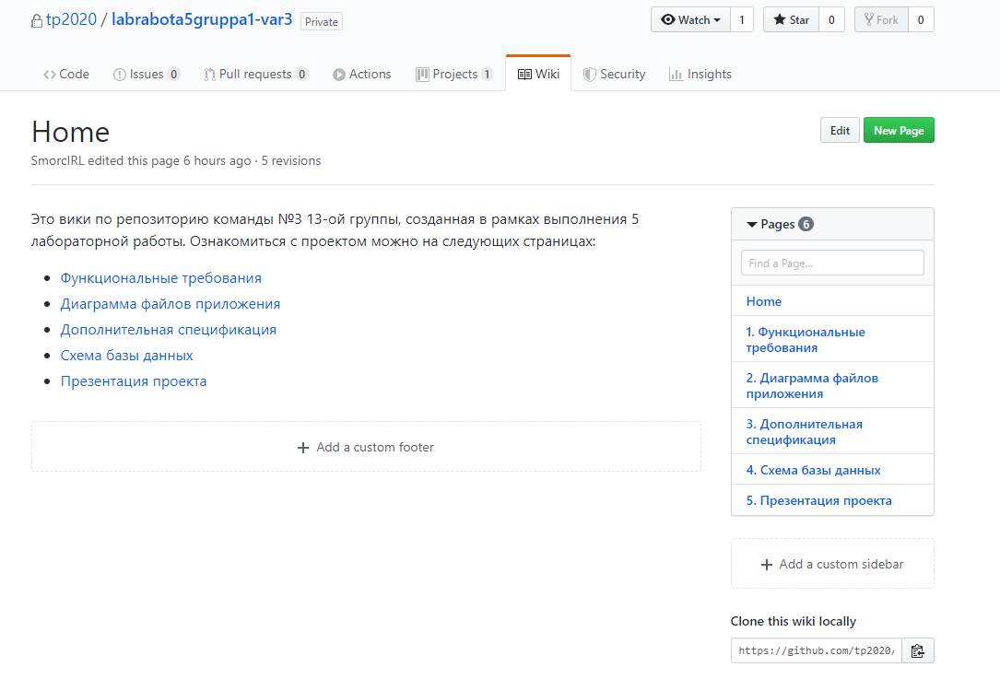 tp2020 / labrabota5gruppa1-var3 Private
Watch 1 Star 0 Fork 0
Code Issues 0 Pull requests 0 Actions Projects 1 Wiki Security Insights
Home
Edit New Page
SmorcIRL edited this page 6 hours ago · 5 revisions
Это вики по репозиторию команды №3 13-ой группы, созданная в рамках выполнения 5
лабораторной работы. Ознакомиться с проектом можно на следующих страницах:
Функциональные требования
Диаграмма файлов приложения
Дополнительная спецификация
Схема базы данных
Презентация проекта
Add a custom footer
Pages 6
Find a Page...
Home
1. Функциональные
требования
2. Диаграмма файлов
приложения
3. Дополнительная
спецификация
4. Схема базы данных
5. Презентация проекта
Add a custom sidebar
Clone this wiki locally
https://github.com/tp2020/